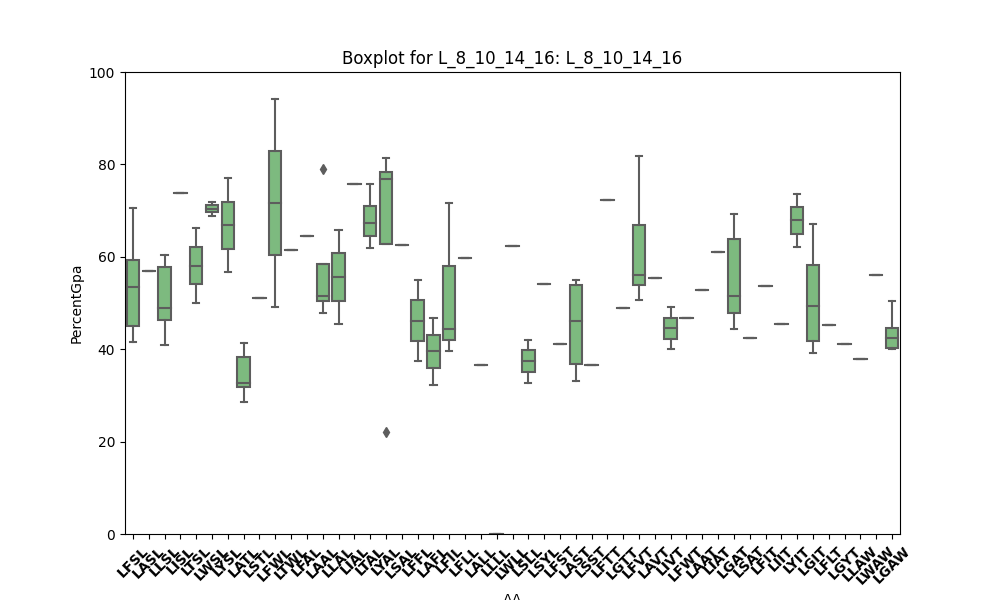 Boxplot for L_8_10_14_16: L_8_10_14_16
PercentGpa
100
80
60
40
20
0
LFSL
LASL
LLSL
LISL
LTSL
LWSL
LYSL
LATL
LSTL
LFWL
LTWL
LFAL
LAAL
LLAL
LIAL
LTAL
LYAL
LSAL
LFFL
LAFL
LFIL
LFLL
LALL
LLLL
LWLL
LSLL
LSYL
LFST
LAST
LSST
LFTT
LGTT
LFVT
LAVT
LIVT
LFWT
LAAT
LIAT
LGAT
LSAT
LFIT
LIIT
LYIT
LGIT
LFLT
LGYT
LLAW
LWAW
LGAW